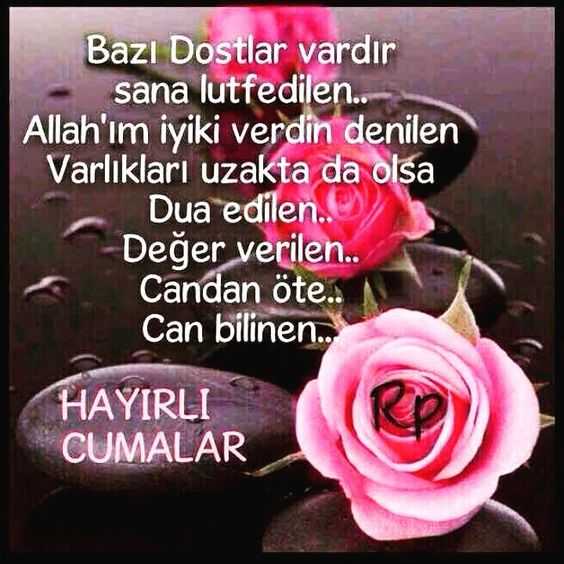 Bazı Dostlar vardır
sana lutfedilen..
Allah'ım iyiki verdin denilen
Varlıkları uzakta da olsa
Dua edilen..
Değer verilen..
Candan öte..
Can bilinen...
HAYIRLI
CUMALAR
Rp